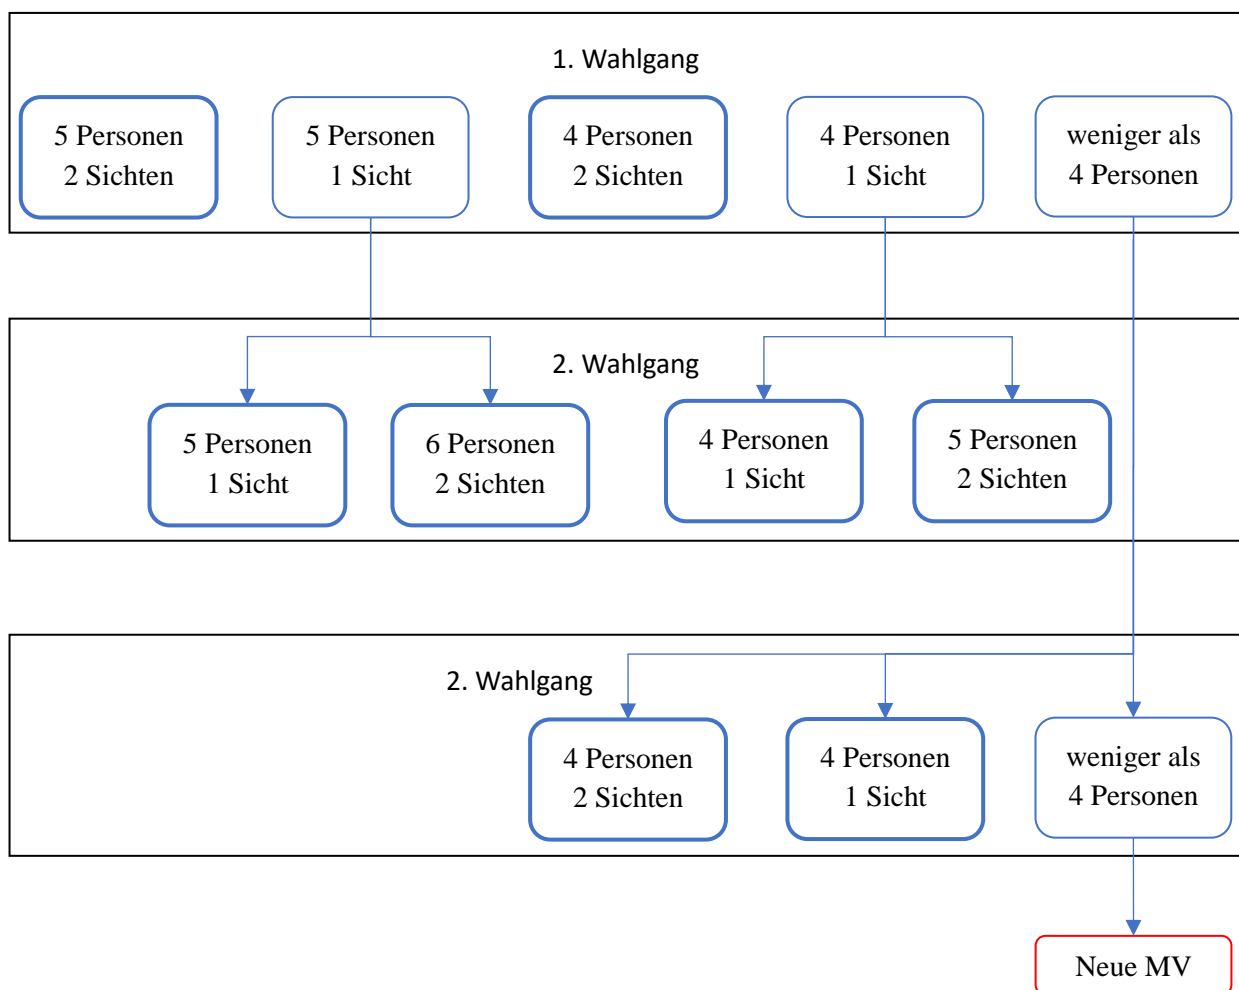 1. Wahlgang
5 Personen
2 Sichten
5 Personen
1 Sicht
4 Personen
2 Sichten
4 Personen
1 Sicht
weniger als
4 Personen
2. Wahlgang
5 Personen
1 Sicht
6 Personen
2 Sichten
4 Personen
1 Sicht
5 Personen
2 Sichten
2. Wahlgang
4 Personen
2 Sichten
4 Personen
1 Sicht
weniger als
4 Personen
Neue MV